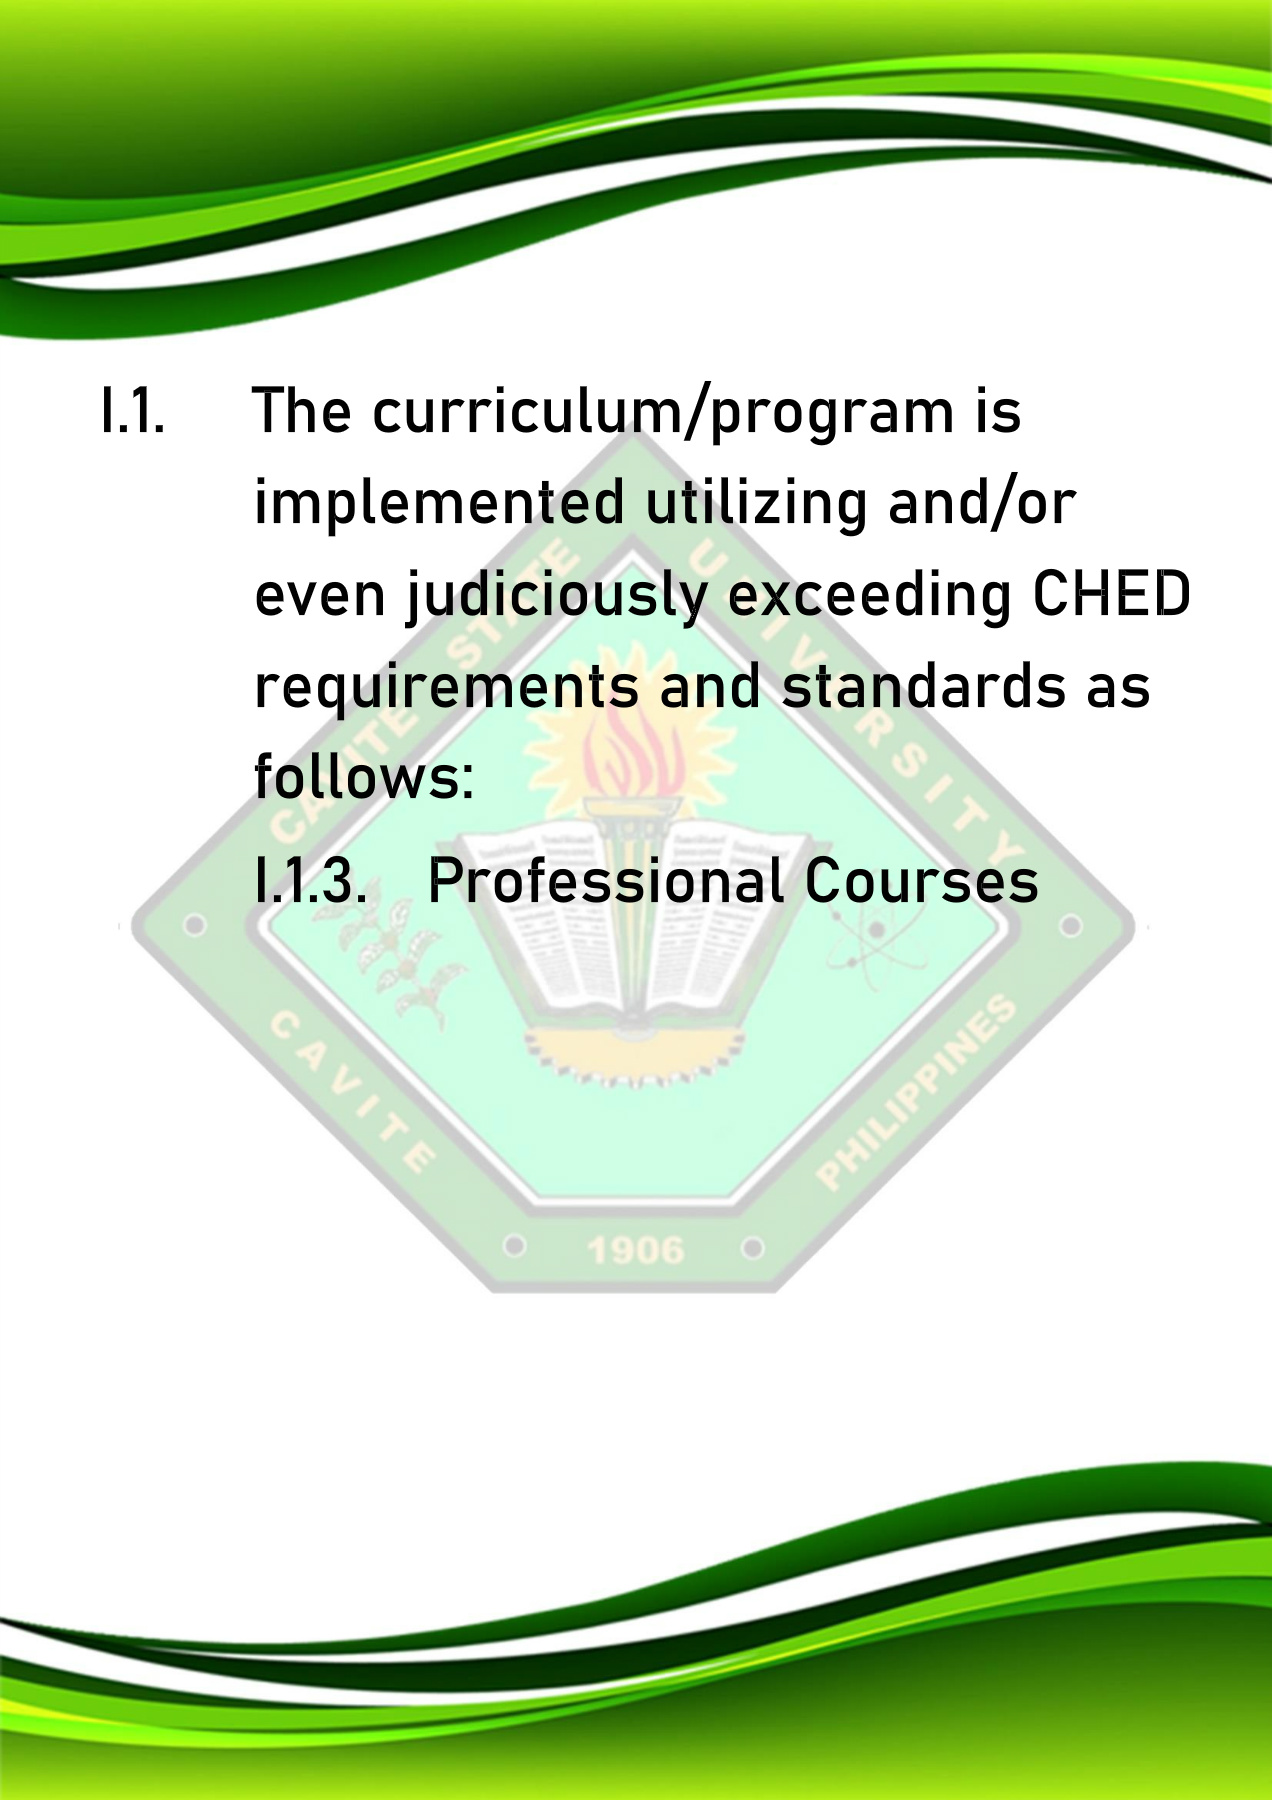 I.1. The curriculum/program is
implemented utilizing and/or
even judiciously exceeding CHED
requirements and standards as
follows:
I.1.3. Professional Courses
CAVITE STATE UNIVERSITY
CAVITE
PHILIPPINES
1906